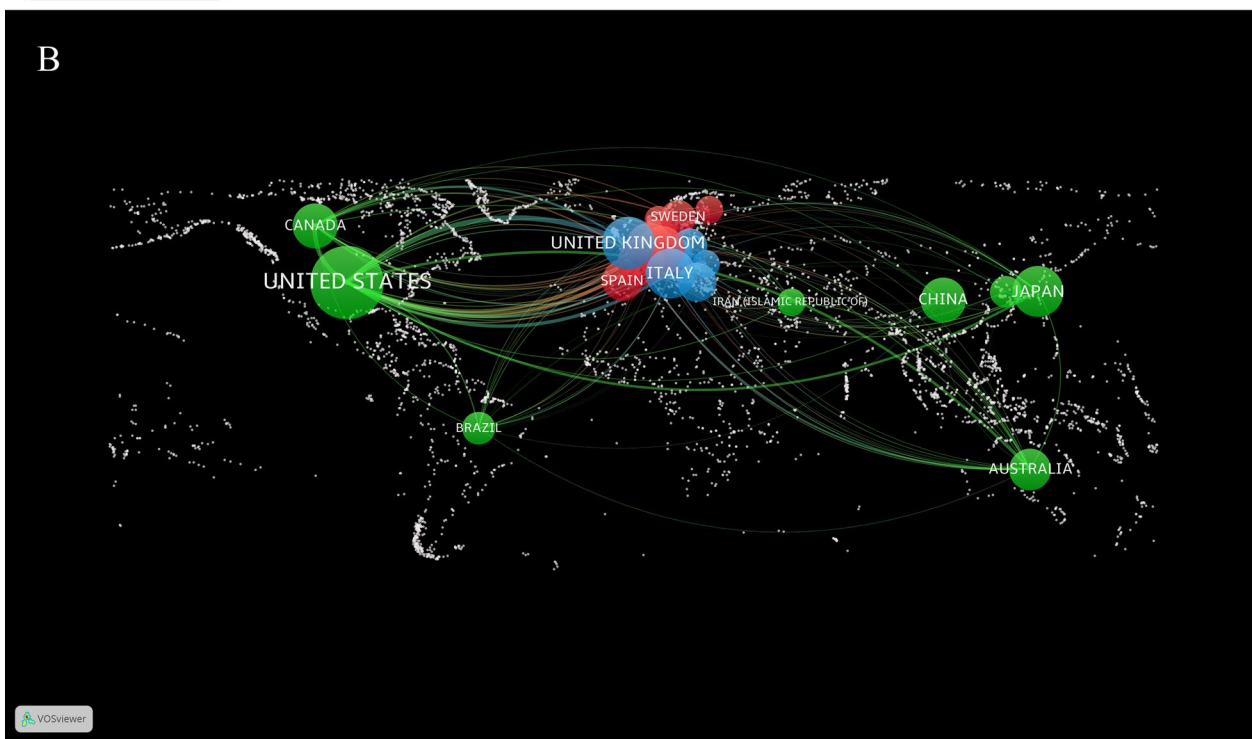 B
CANADA
SWEDEN
UNITED KINGDOM
UNITED STATES
SPAIN
ITALY
IRAN (ISLAMIC REPUBLIC OF)
CHINA
JAPAN
BRAZIL
AUSTRALIA
VOSviewer